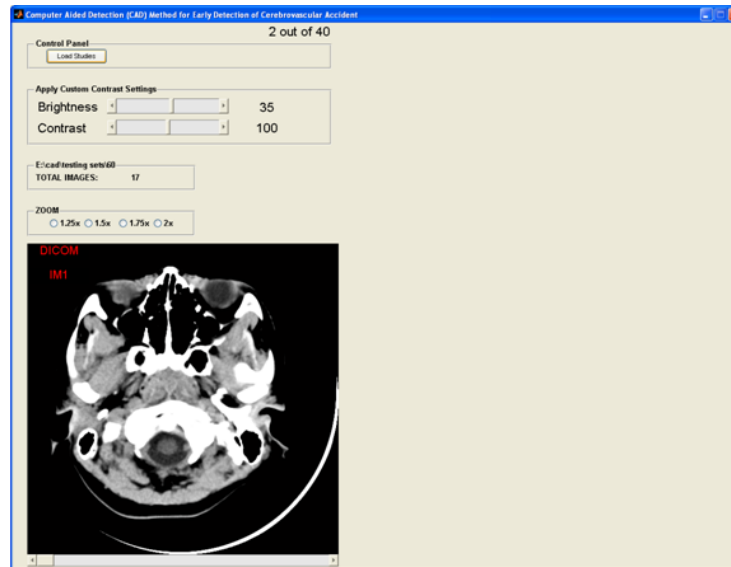 Computer Aided Detection (CAD) Method for Early Detection of Cerebrovascular Accident
2 out of 40
Control Panel
Load Studies
Apply Custom Contrast Settings
Brightness 35
Contrast 100
E:\cad\testing sets\60
TOTAL IMAGES: 17
ZOOM
1.25x 1.5x 1.75x 2x
DICOM
IM1